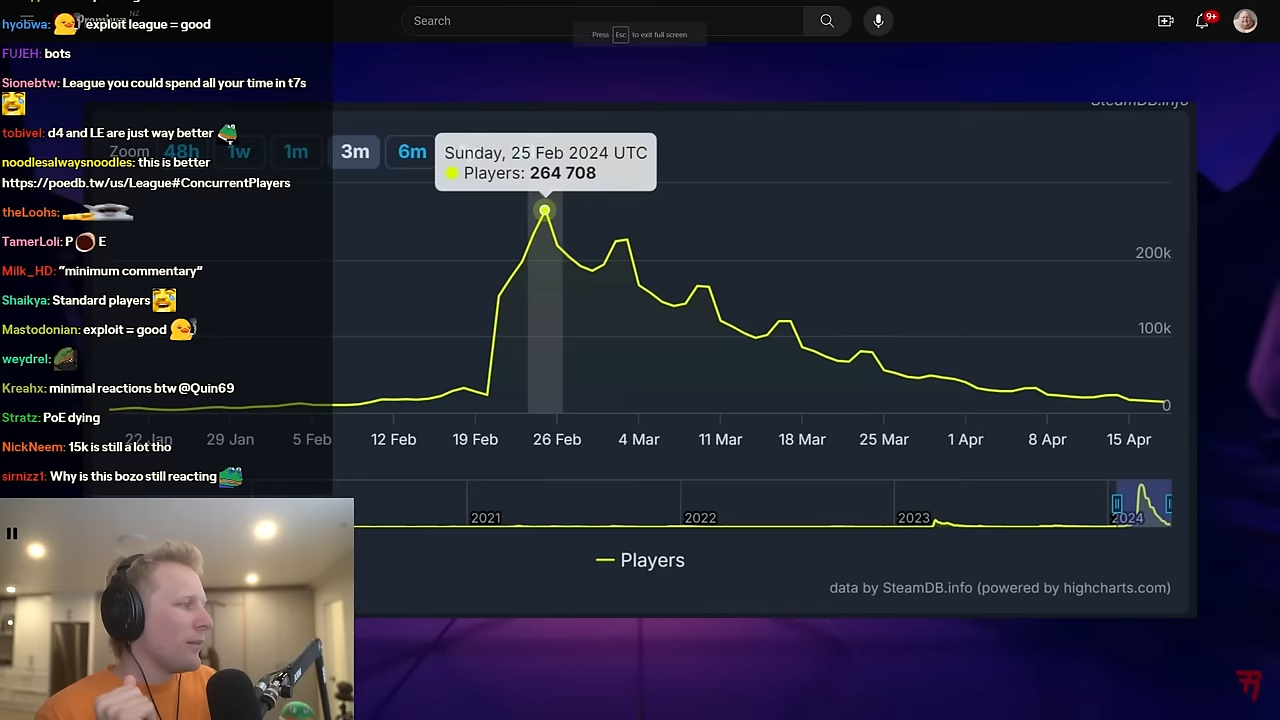 hyobwa: exploit league = good
Premium NZ
Search
9+
Press Esc to exit full screen
FUJEH: bots
Sionebtw: League you could spend all your time in t7s
SteamDB.info
tobivel: d4 and LE are just way better
Zoom 48h 1w 1m 3m 6m
Sunday, 25 Feb 2024 UTC
Players: 264 708
noodlesalwaysnoodles: this is better
https://poedb.tw/us/League#ConcurrentPlayers
theLoohs:
TamerLoli: P E
200k
Milk_HD: "minimum commentary"
Shaikya: Standard players
Mastodonian: exploit = good
100k
weydrel:
Kreahx: minimal reactions btw @Quin69
0
Stratz: PoE dying
22 Jan 29 Jan 5 Feb 12 Feb 19 Feb 26 Feb 4 Mar 11 Mar 18 Mar 25 Mar 1 Apr 8 Apr 15 Apr
NickNeem: 15k is still a lot tho
sirnizz1: Why is this bozo still reacting
2021 2022 2023 2024
Players
data by SteamDB.info (powered by highcharts.com)